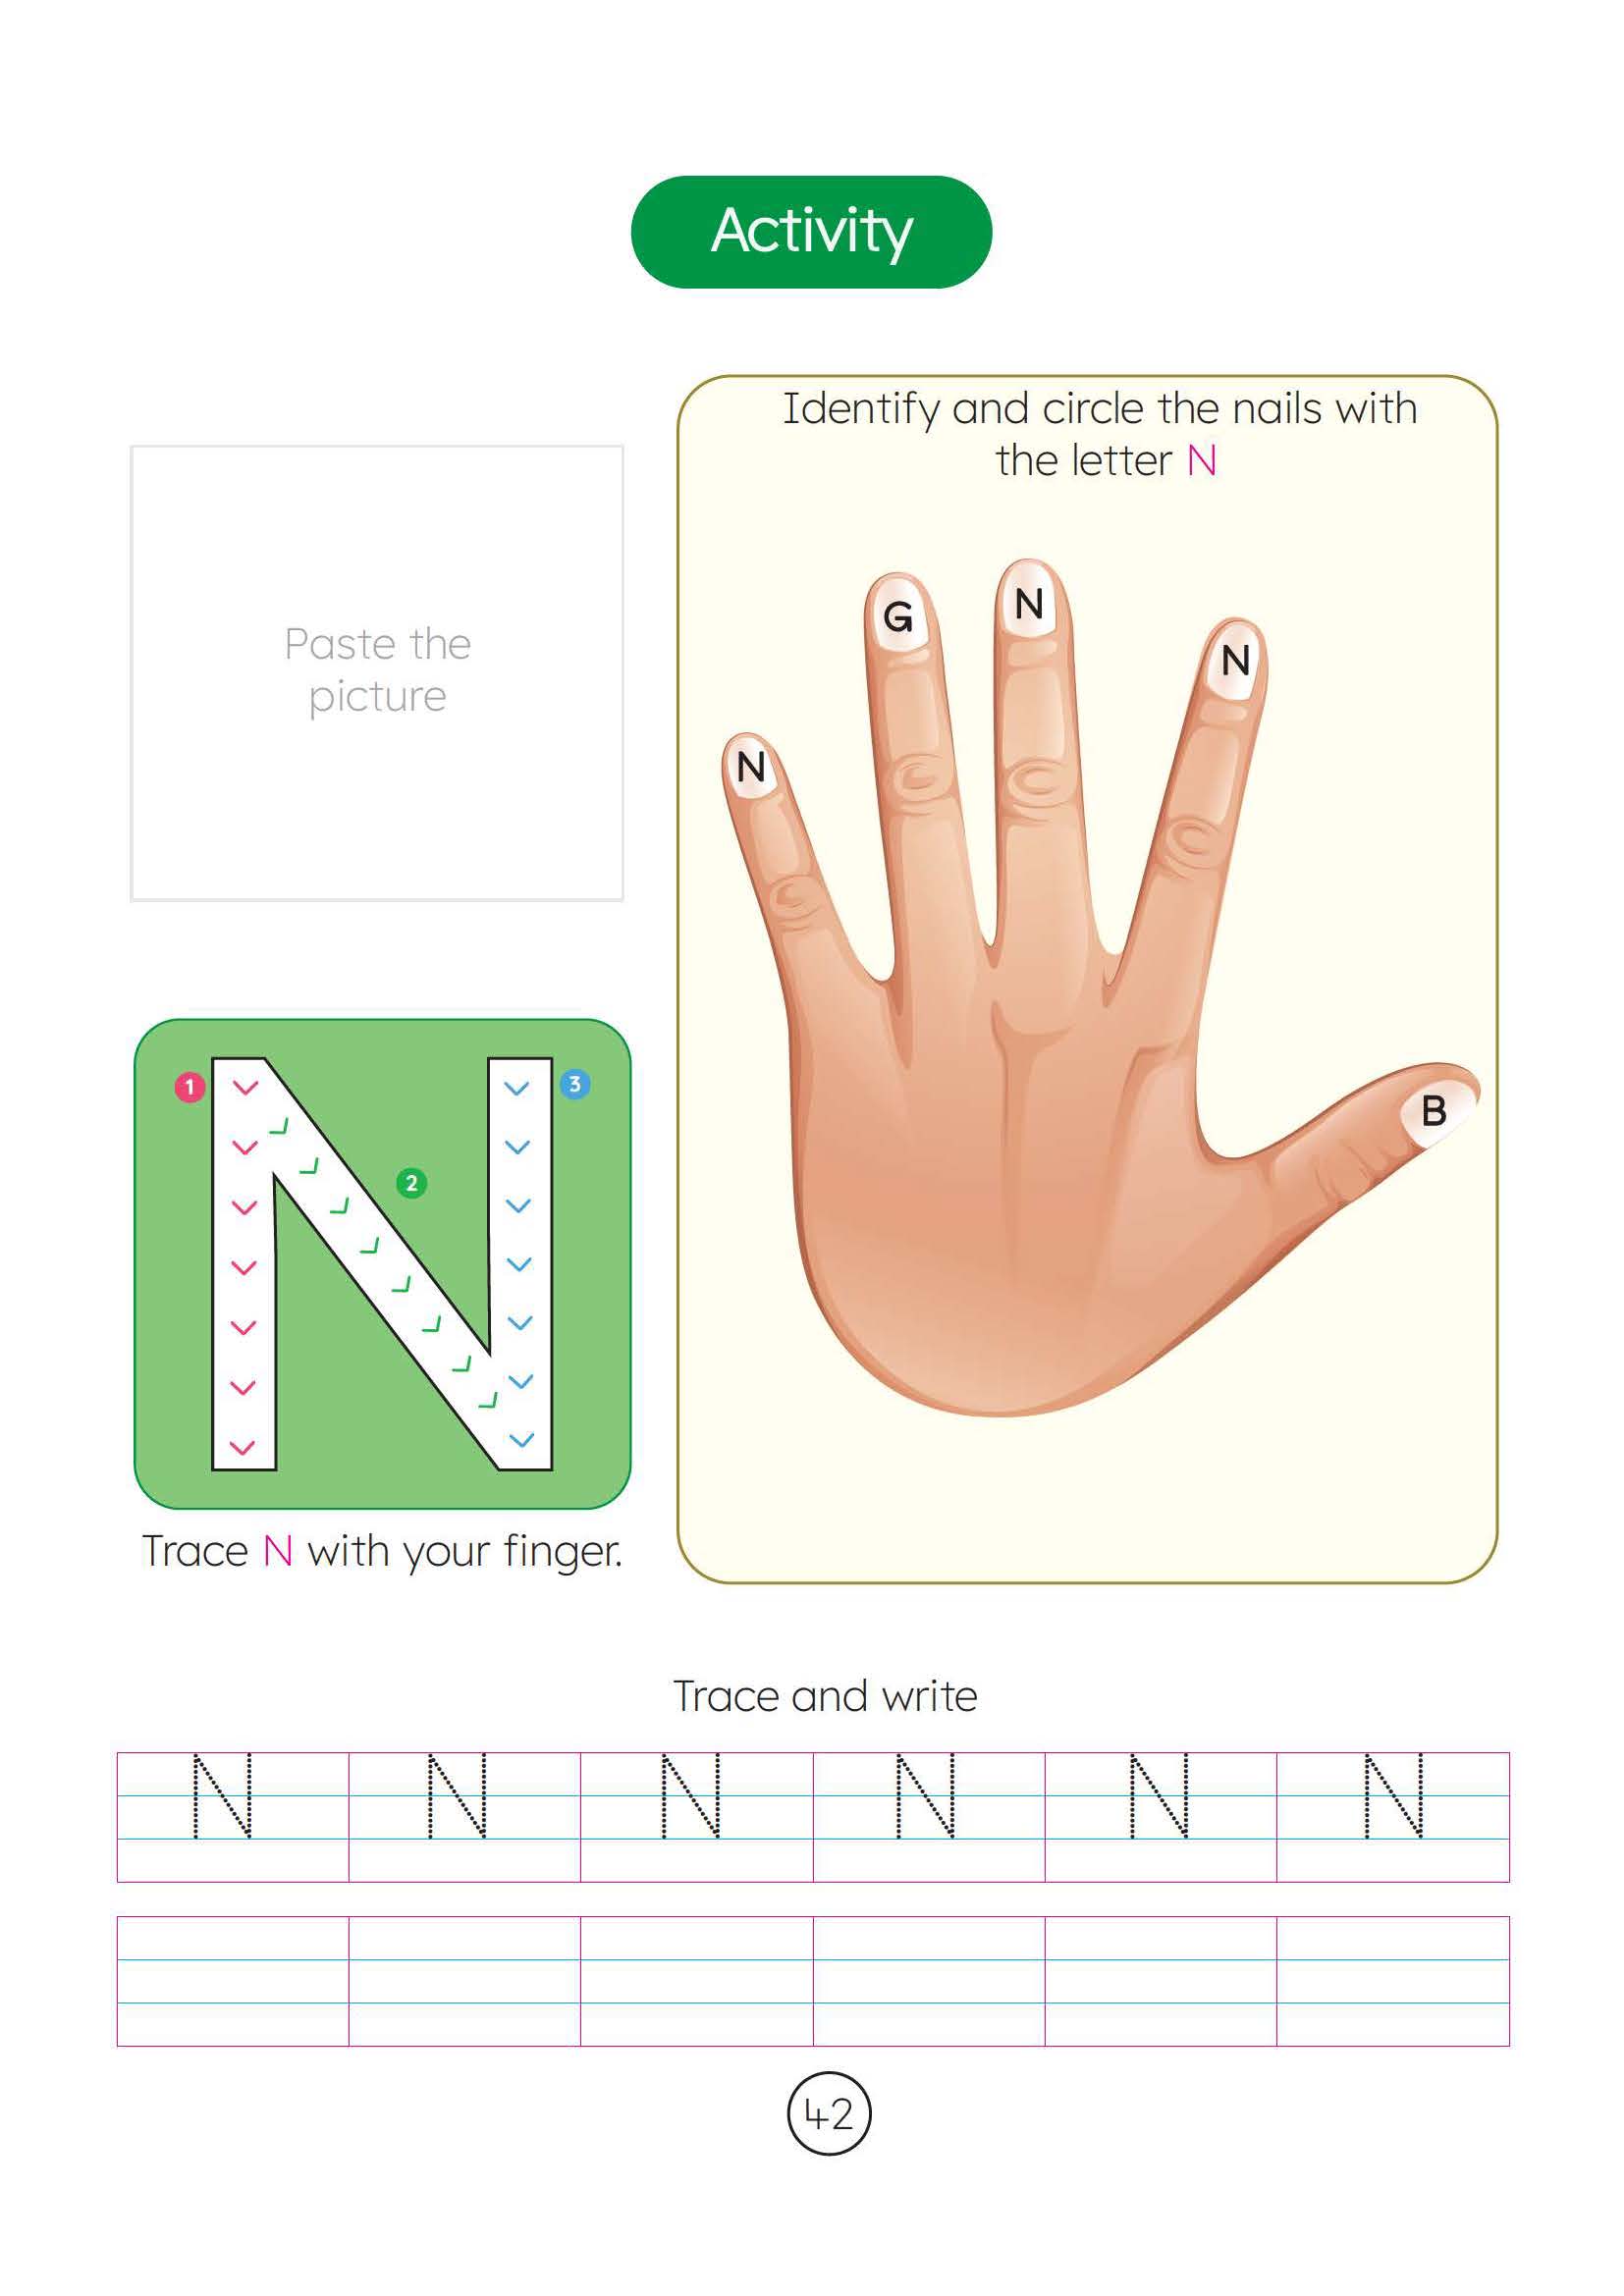 Activity
Paste the
picture
Identify and circle the nails with
the letter N
N
G
N
N
B
1
2
3
N
Trace N with your finger.
Trace and write
N N N N N N
42